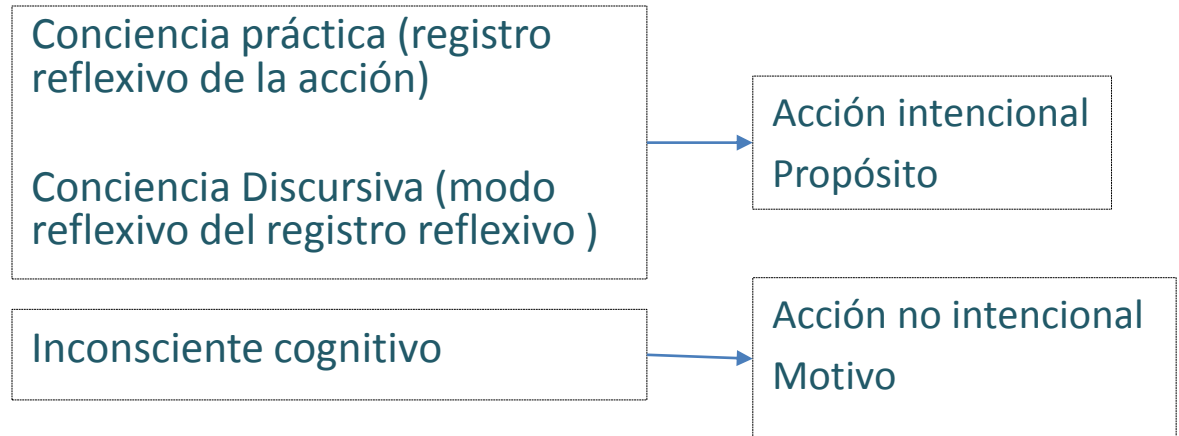 Conciencia práctica (registro
reflexivo de la acción)
Conciencia Discursiva (modo
reflexivo del registro reflexivo )
Acción intencional
Propósito
Inconsciente cognitivo
Acción no intencional
Motivo